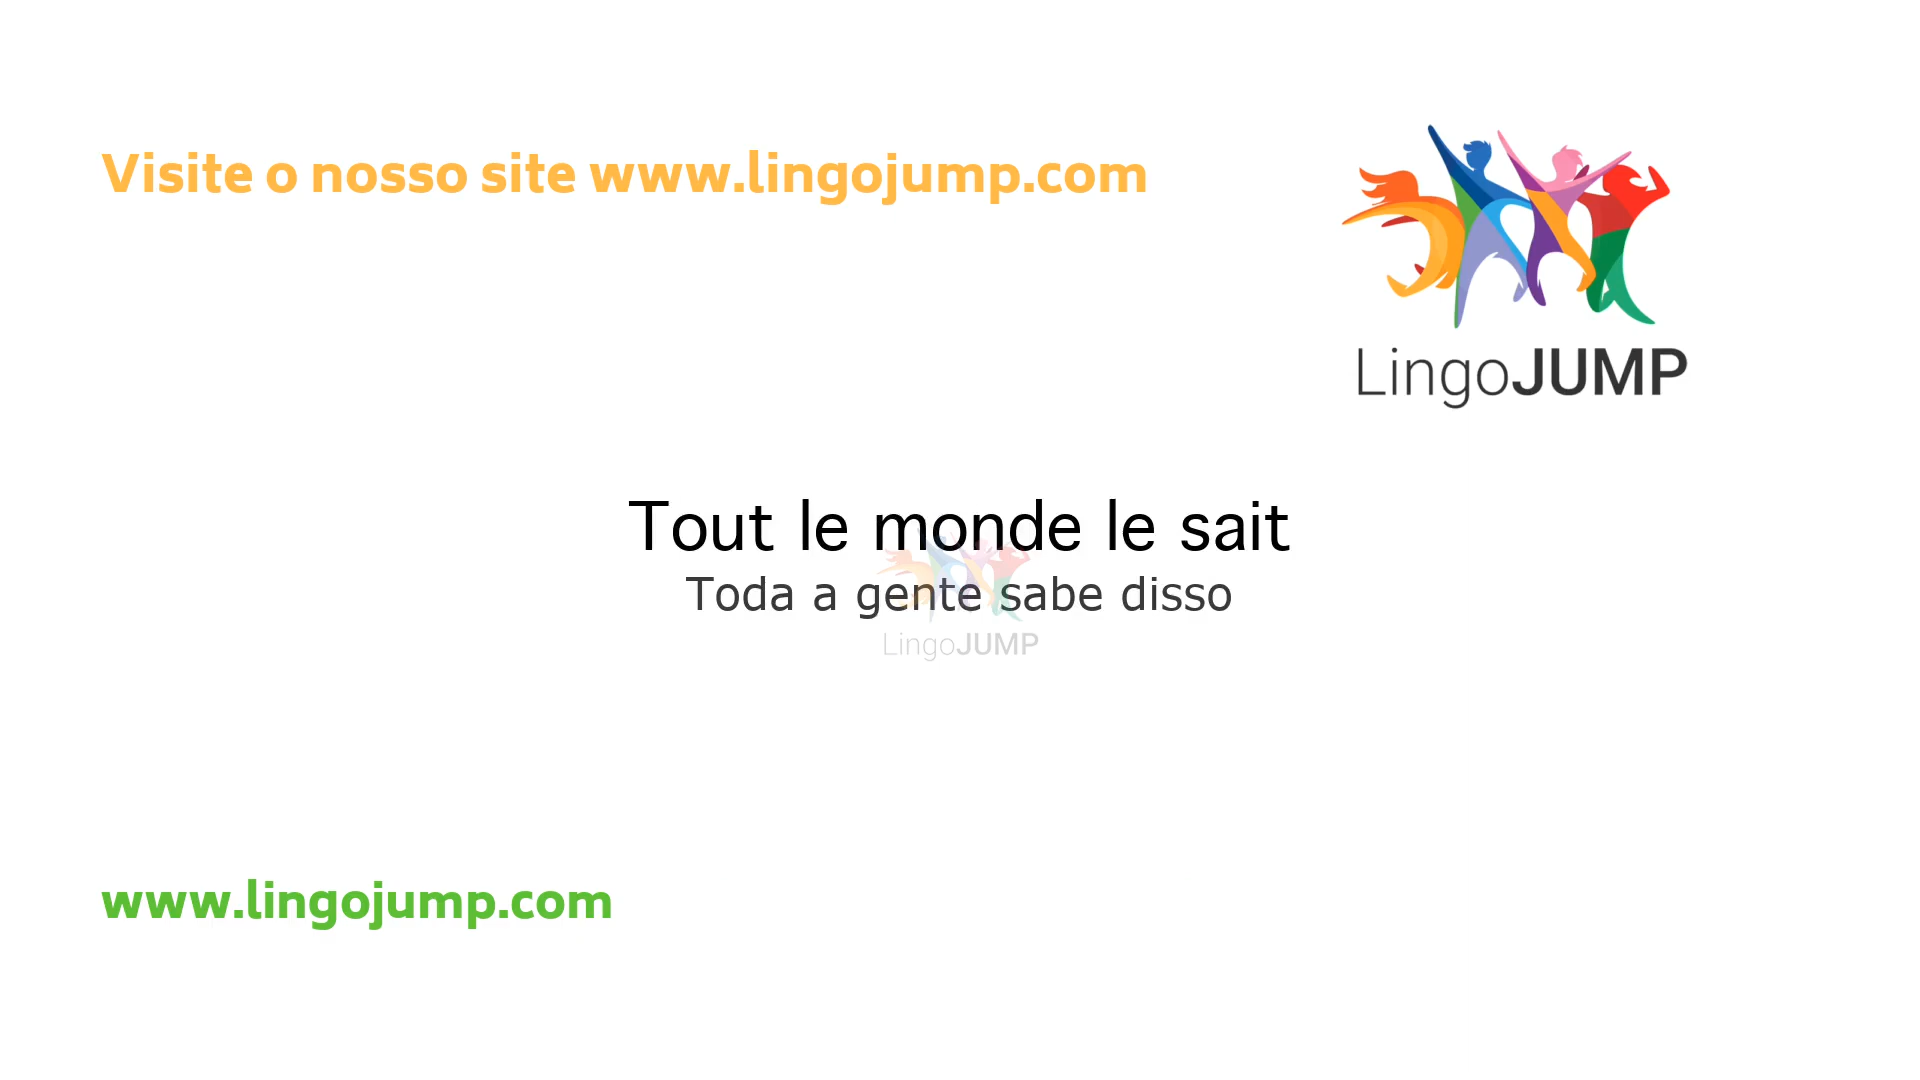 Visite o nosso site www.lingojump.com
LingoJUMP
Tout le monde le sait
Toda a gente sabe disso
LingoJUMP
www.lingojump.com